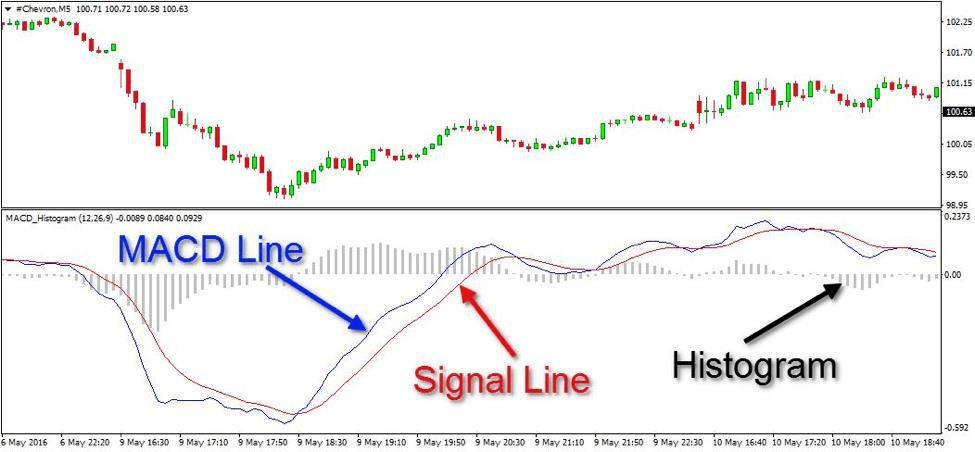 #Chevron,M5 100.71 100.72 100.58 100.63
102.25
101.70
101.15
100.63
100.05
99.50
98.95
MACD_Histogram (12,26,9) -0.0089 0.0840 0.0929
0.2373
MACD Line
0.00
Signal Line
Histogram
-0.592
6 May 2016 6 May 22:20 9 May 16:30 9 May 17:10 9 May 17:50 9 May 18:30 9 May 19:10 9 May 19:50 9 May 20:30 9 May 21:10 9 May 21:50 9 May 22:30 10 May 16:40 10 May 17:20 10 May 18:00 10 May 18:40